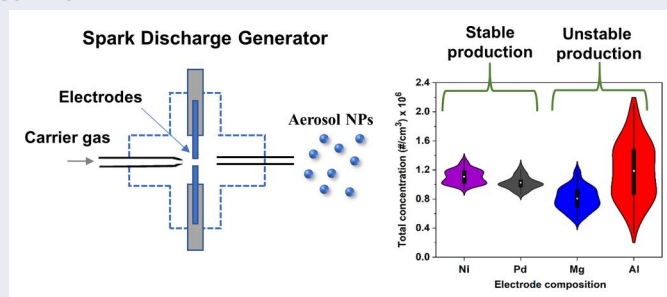 Spark Discharge Generator
Electrodes
Carrier gas
Aerosol NPs
Stable
production
Unstable
production
Total concentration (#/cm³) x 10⁶
2.4
2.0
1.6
1.2
0.8
0.4
0.0
Ni
Pd
Mg
Al
Electrode composition